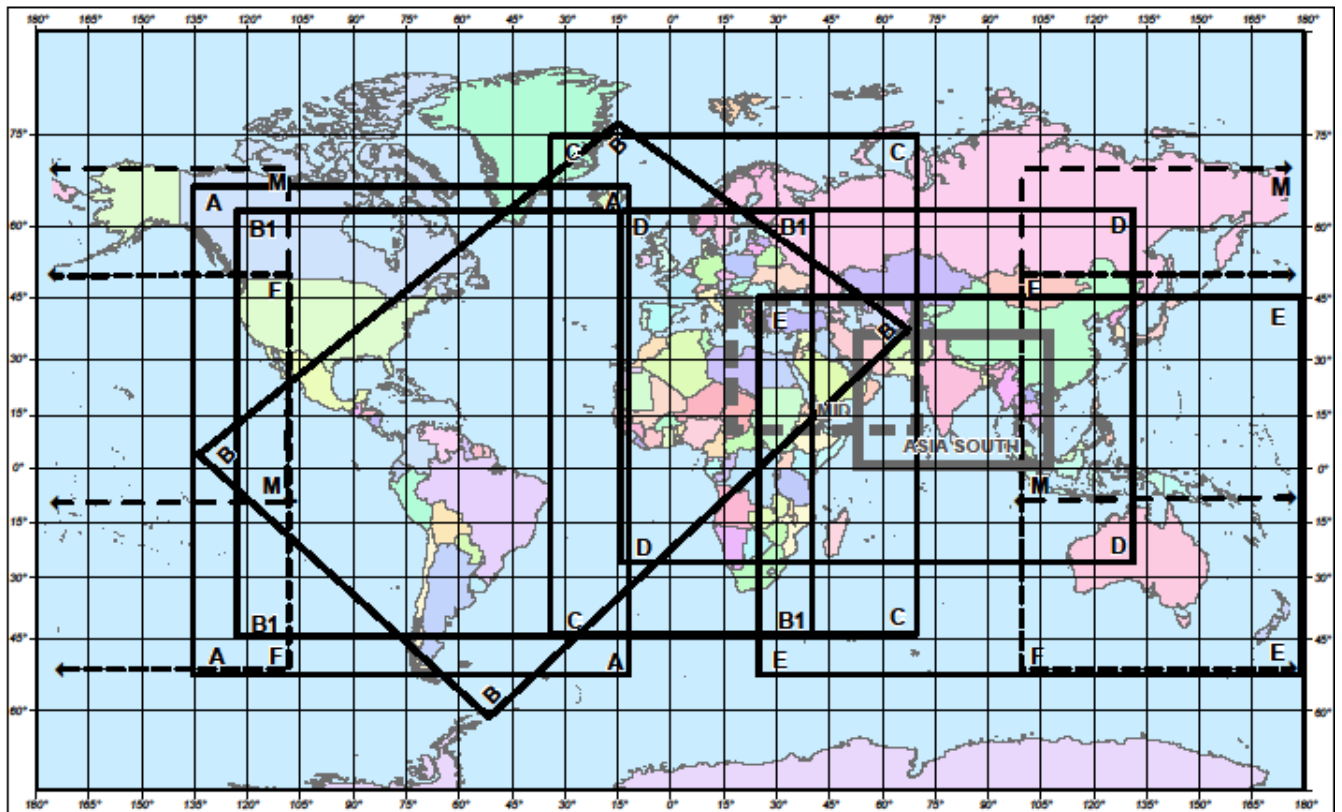 180° 165° 150° 135° 120° 105° 90° 75° 60° 45° 30° 15° 0° 15° 30° 45° 60° 75° 90° 105° 120° 135° 150° 165° 180°
75° B C C 75°
M M
A A
60° B1 D B1 D 60°
F F
45° E E 45°
B
30° 30°
15° MID 15°
ASIA SOUTH
B
0° 0°
M M
15° 15°
D D
30° 30°
B1 C B1 C
45° 45°
A F A E F E
B
60° 60°
180° 165° 150° 135° 120° 105° 90° 75° 60° 45° 30° 15° 0° 15° 30° 45° 60° 75° 90° 105° 120° 135° 150° 165° 180°